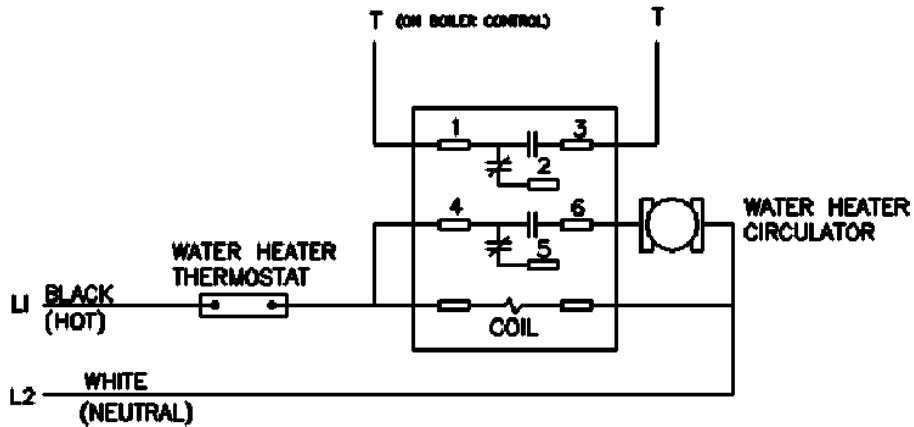 T (ON BOILER CONTROL) T
1 3
2
4 6
5
WATER HEATER
CIRCULATOR
WATER HEATER
THERMOSTAT
L1 BLACK
(HOT)
COIL
L2 WHITE
(NEUTRAL)